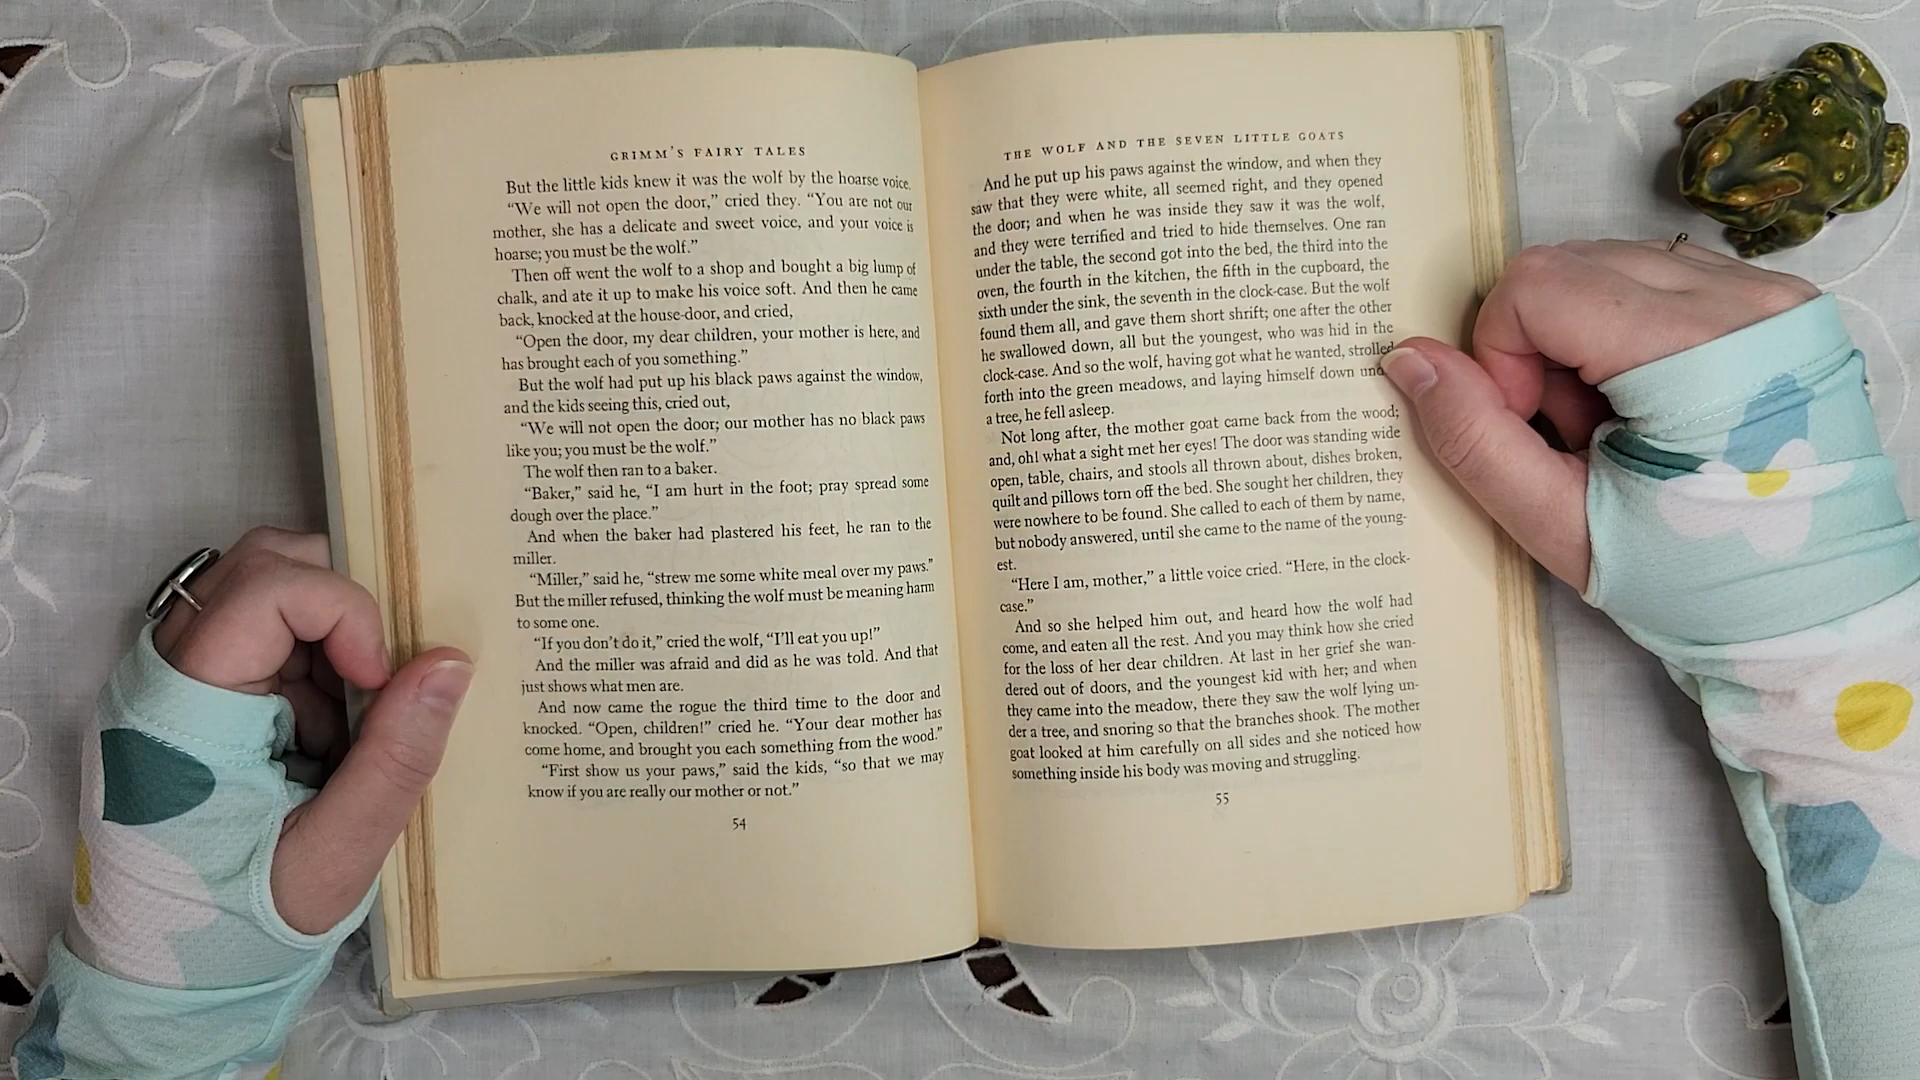 GRIMM'S FAIRY TALES
But the little kids knew it was the wolf by the hoarse voice.
“We will not open the door,” cried they. “You are not our
mother, she has a delicate and sweet voice, and your voice is
hoarse; you must be the wolf.”
Then off went the wolf to a shop and bought a big lump of
chalk, and ate it up to make his voice soft. And then he came
back, knocked at the house-door, and cried,
“Open the door, my dear children, your mother is here, and
has brought each of you something.”
But the wolf had put up his black paws against the window,
and the kids seeing this, cried out,
“We will not open the door; our mother has no black paws
like you; you must be the wolf.”
The wolf then ran to a baker.
“Baker,” said he, “I am hurt in the foot; pray spread some
dough over the place.”
And when the baker had plastered his feet, he ran to the
miller.
“Miller,” said he, “strew me some white meal over my paws.”
But the miller refused, thinking the wolf must be meaning harm
to some one.
“If you don't do it,” cried the wolf, “I'll eat you up!”
And the miller was afraid and did as he was told. And that
just shows what men are.
And now came the rogue the third time to the door and
knocked. “Open, children!” cried he. “Your dear mother has
come home, and brought you each something from the wood.”
“First show us your paws,” said the kids, “so that we may
know if you are really our mother or not.”
54
THE WOLF AND THE SEVEN LITTLE GOATS
And he put up his paws against the window, and when they
saw that they were white, all seemed right, and they opened
the door; and when he was inside they saw it was the wolf,
and they were terrified and tried to hide themselves. One ran
under the table, the second got into the bed, the third into the
oven, the fourth in the kitchen, the fifth in the cupboard, the
sixth under the sink, the seventh in the clock-case. But the wolf
found them all, and gave them short shrift; one after the other
he swallowed down, all but the youngest, who was hid in the
clock-case. And so the wolf, having got what he wanted, strolled
forth into the green meadows, and laying himself down
a tree, he fell asleep.
Not long after, the mother goat came back from the wood;
and, oh! what a sight met her eyes! The door was standing wide
open, table, chairs, and stools all thrown about, dishes broken,
quilt and pillows torn off the bed. She sought her children, they
were nowhere to be found. She called to each of them by name,
but nobody answered, until she came to the name of the young-
est.
“Here I am, mother,” a little voice cried. “Here, in the clock-
case.”
And so she helped him out, and heard how the wolf had
come, and eaten all the rest. And you may think how she cried
for the loss of her dear children. At last in her grief she wan-
dered out of doors, and the youngest kid with her; and when
they came into the meadow, there they saw the wolf lying un-
der a tree, and snoring so that the branches shook. The mother
goat looked at him carefully on all sides and she noticed how
something inside his body was moving and struggling.
55